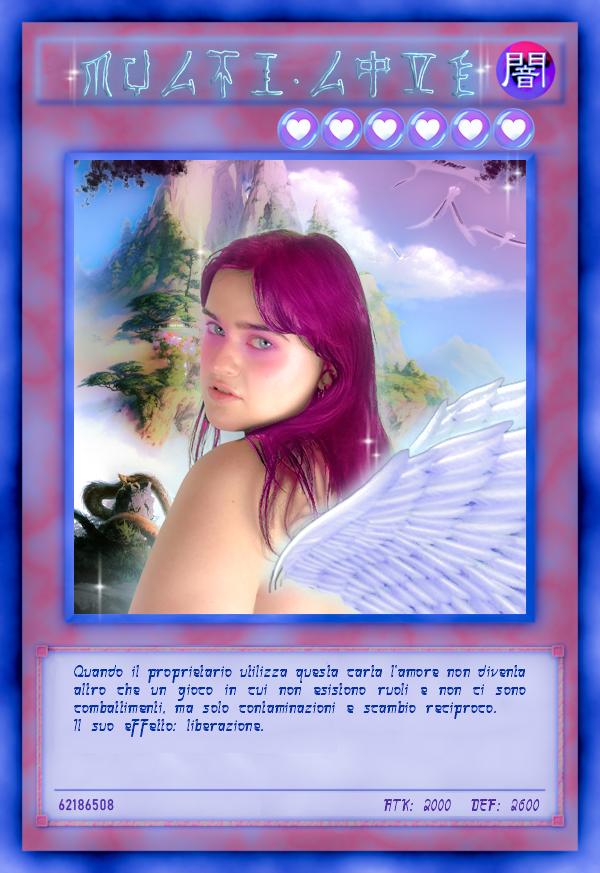 MULTI.LOVE
闇
Quando il proprietario utilizza questa carta l'amore non diventa
altro che un gioco in cui non esistono ruoli e non ci sono
combattimenti, ma solo contaminazioni e scambio reciproco.
Il suo effetto: liberazione.
62186508 ATK: 2000 DEF: 2600